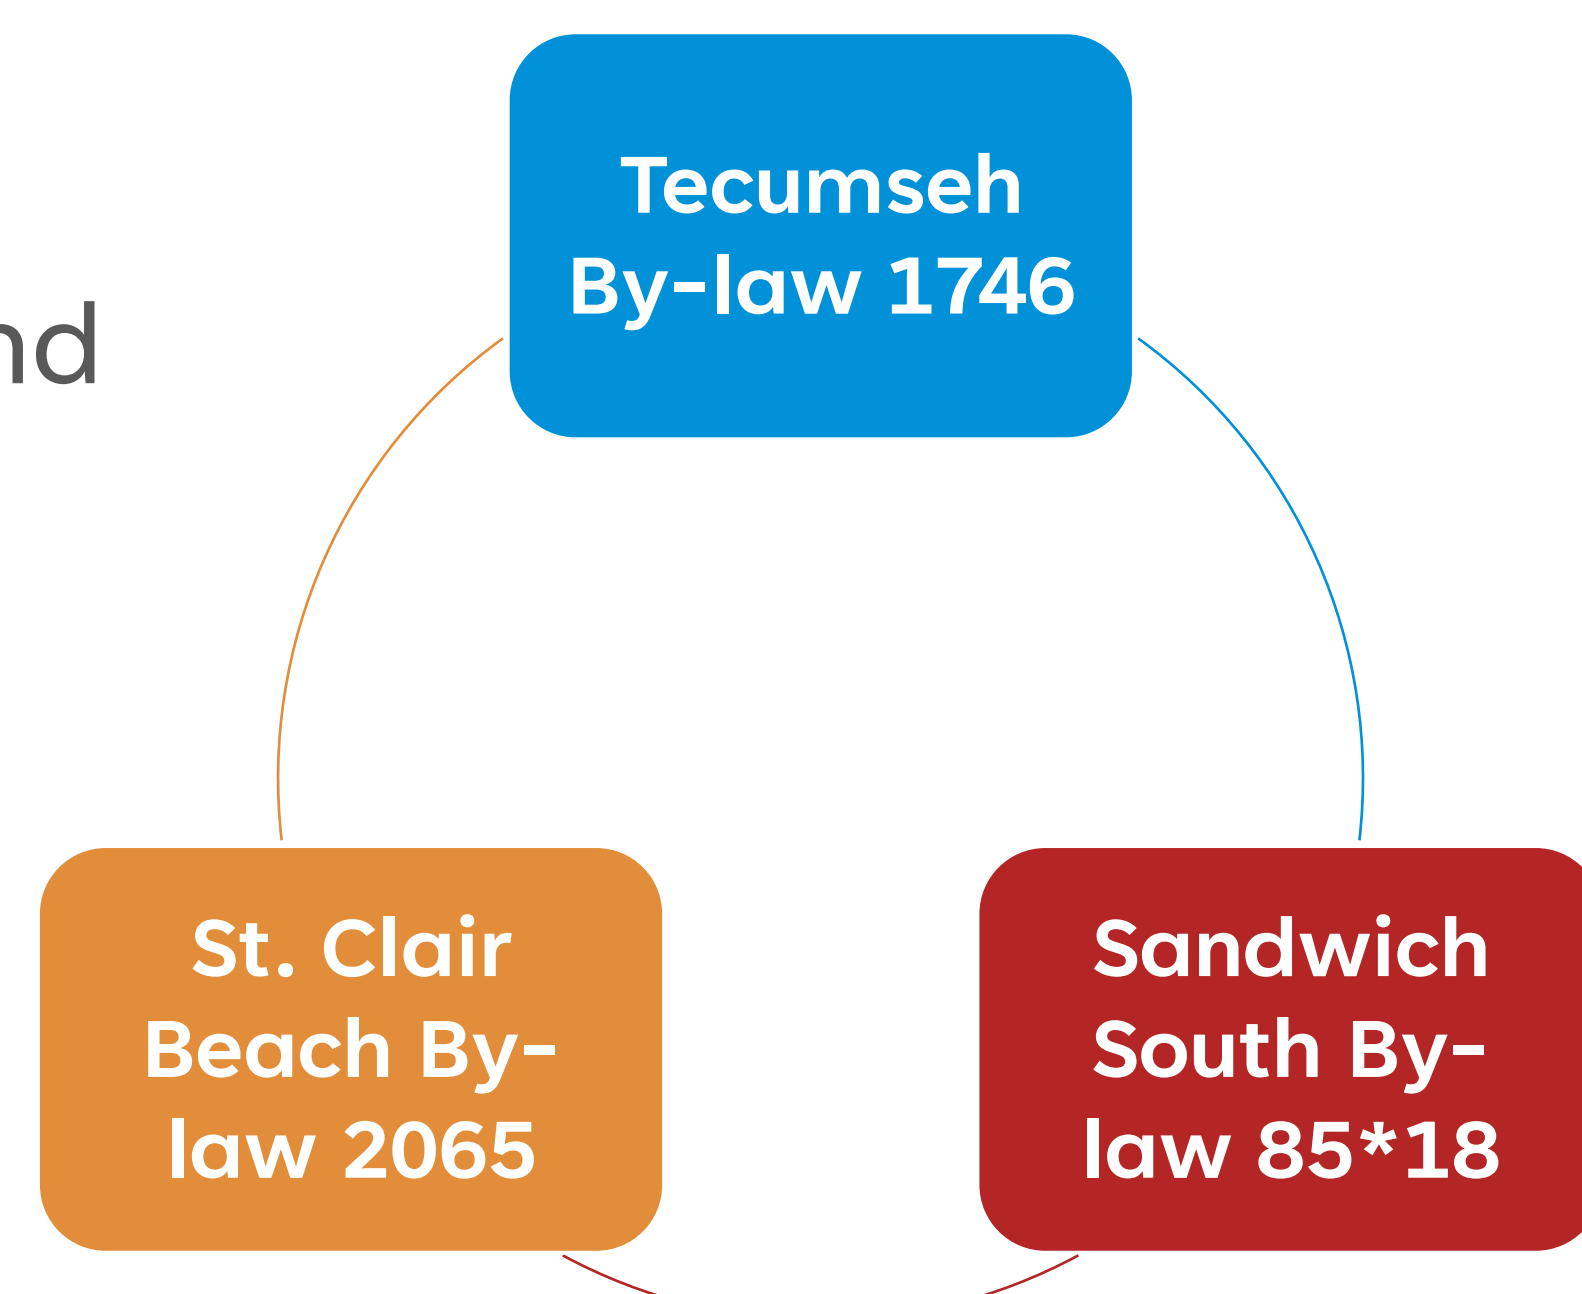 Tecumseh
By-law 1746
nd
St. Clair
Beach By-
law 2065
Sandwich
South By-
law 85*18